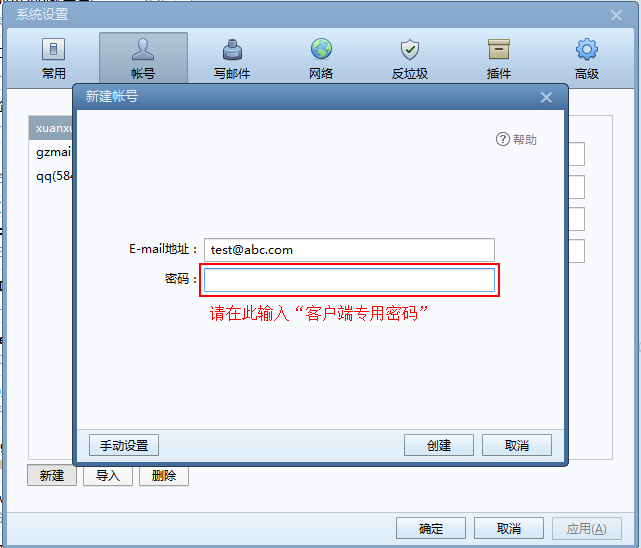 系统设置
常用
帐号
写邮件
网络
反垃圾
插件
高级
新建帐号
xuanxu
gzmai
qq(584
帮助
E-mail地址：
test@abc.com
密码：
请在此输入“客户端专用密码”
手动设置
创建
取消
新建
导入
删除
确定
取消
应用(A)